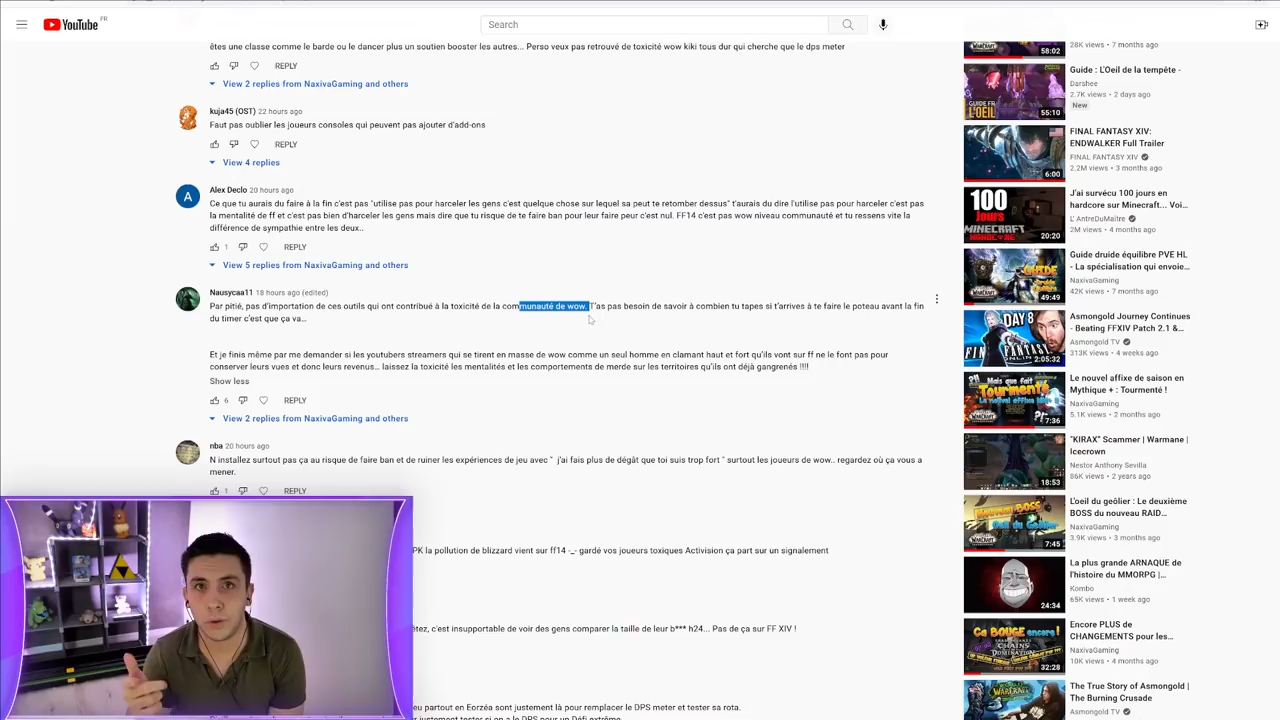 YouTube FR
Search
êtes une classe comme le barde ou le dancer plus un soutien booster les autres... Perso veux pas retrouvé de toxicité wow kiki tous dur qui cherche que le dps meter
REPLY
View 2 replies from NaxivaGaming and others
kuja45 (OST) 22 hours ago
Faut pas oublier les joueurs consoles qui peuvent pas ajouter d'add-ons
REPLY
View 4 replies
A
Alex Declo 20 hours ago
Ce que tu aurais du faire à la fin c'est pas "utilise pas pour harceler les gens c'est quelque chose sur lequel sa peut te retomber dessus" t'aurais du dire l'utilise pas pour harceler c'est pas
la mentalité de ff et c'est pas bien d'harceler les gens mais dire que tu risque de te faire ban pour leur faire peur c'est nul. FF14 c'est pas wow niveau communauté et tu ressens vite la
différence de sympathie entre les deux..
1 REPLY
View 5 replies from NaxivaGaming and others
Nausycaa11 18 hours ago (edited)
Par pitié, pas d'importation de ces outils qui ont contribué à la toxicité de la communauté de wow. T'as pas besoin de savoir à combien tu tapes si t'arrives à te faire le poteau avant la fin
du timer c'est que ça va...
Et je finis même par me demander si les youtubers streamers qui se tirent en masse de wow comme un seul homme en clamant haut et fort qu'ils vont sur ff ne le font pas pour
conserver leurs vues et donc leurs revenus... laissez la toxicité les mentalités et les comportements de merde sur les territoires qu'ils ont déjà gangrenés !!!!
Show less
6 REPLY
View 2 replies from NaxivaGaming and others
nba 20 hours ago
N installez surtout pas ça au risque de faire ban et de ruiner les expériences de jeu avec " j'ai fais plus de dégât que toi suis trop fort " surtout les joueurs de wow.. regardez où ça vous a
mener.
1 REPLY
PK la pollution de blizzard vient sur ff14 -_- gardé vos joueurs toxiques Activision ça part sur un signalement
étez, c'est insupportable de voir des gens comparer la taille de leur b*** h24... Pas de ça sur FF XIV !
eu partout en Eorzéa sont justement là pour remplacer le DPS meter et tester sa rota.
justement tester si on a le DPS pour un Défi extrême.
58:02
28K views • 7 months ago
GUIDE FR
L'OEIL
55:10
Guide : L'Oeil de la tempête -
Darshee
2.7K views • 2 days ago
New
6:00
FINAL FANTASY XIV:
ENDWALKER Full Trailer
FINAL FANTASY XIV
2.2M views • 3 months ago
100
JOURS
MINECRAFT
HARDCORE
20:20
J'ai survécu 100 jours en
hardcore sur Minecraft... Voi...
L' AntreDuMaitre
2M views • 4 months ago
GUIDE
49:49
Guide druide équilibre PVE HL
- La spécialisation qui envoie...
NaxivaGaming
42K views • 7 months ago
DAY 8
FINAL
FANTASY
2:05:32
Asmongold Journey Continues
- Beating FFXIV Patch 2.1 &...
Asmongold TV
313K views • 4 weeks ago
Mais que fait
Tourmenté
7:36
Le nouvel affixe de saison en
Mythique + : Tourmenté !
NaxivaGaming
5.1K views • 2 months ago
18:53
"KIRAX" Scammer | Warmane |
Icecrown
Nestor Anthony Sevilla
86K views • 2 years ago
NOUVEAU BOSS
7:45
L'oeil du geôlier : Le deuxième
BOSS du nouveau RAID...
NaxivaGaming
3.9K views • 3 months ago
24:34
La plus grande ARNAQUE de
l'histoire du MMORPG |...
Kombo
65K views • 1 week ago
Ça BOUGE encore !
CHAINS
DOMINATION
32:28
Encore PLUS de
CHANGEMENTS pour les...
NaxivaGaming
10K views • 4 months ago
The True Story of Asmongold |
The Burning Crusade
Asmongold TV